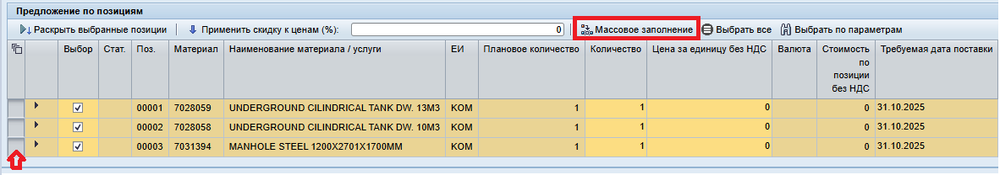 Предложение по позициям
Раскрыть выбранные позиции Применить скидку к ценам (%): 0 Массовое заполнение Выбрать все Выбрать по параметрам
Выбор Стат. Поз. Материал Наименование материала / услуги ЕИ Плановое количество Количество Цена за единицу без НДС Валюта Стоимость по позиции без НДС Требуемая дата поставки
00001 7028059 UNDERGROUND CILINDRICAL TANK DW. 13M3 KOM 1 1 0 0 31.10.2025
00002 7028058 UNDERGROUND CILINDRICAL TANK DW. 10M3 KOM 1 1 0 0 31.10.2025
00003 7031394 MANHOLE STEEL 1200X2701X1700MM KOM 1 1 0 0 31.10.2025